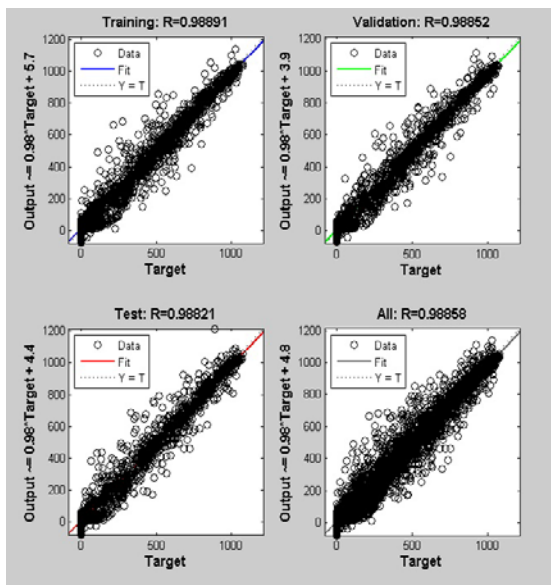 Training: R=0.98891
Output ~= 0.98*Target + 5.7
1200
1000
800
600
400
200
0
Data
Fit
Y = T
0
500
1000
Target
Validation: R=0.98852
Output ~= 0.98*Target + 3.9
1200
1000
800
600
400
200
0
Data
Fit
Y = T
0
500
1000
Target
Test: R=0.98821
Output ~= 0.98*Target + 4.4
1200
1000
800
600
400
200
0
Data
Fit
Y = T
0
500
1000
Target
All: R=0.98858
Output ~= 0.98*Target + 4.8
1200
1000
800
600
400
200
0
Data
Fit
Y = T
0
500
1000
Target